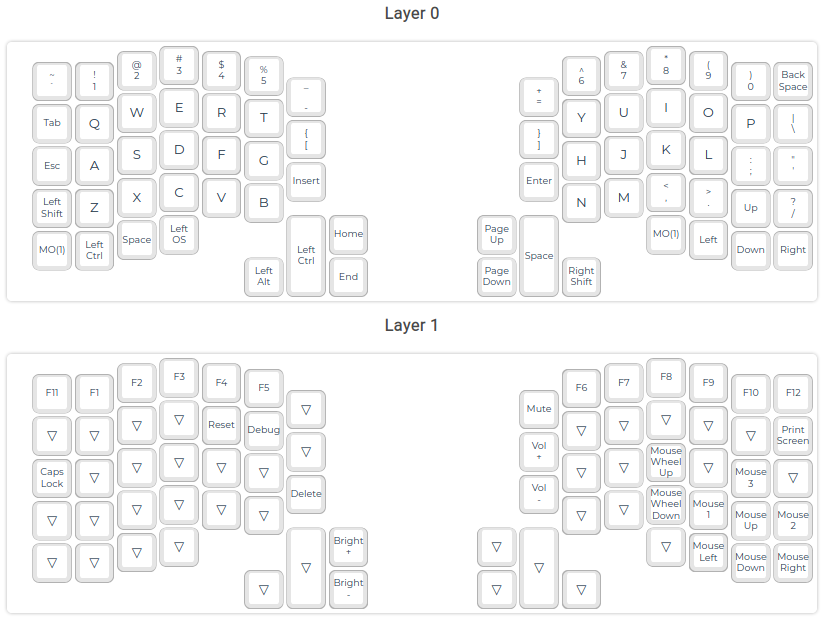 Layer 0
~
`
!
1
@
2
#
3
$
4
%
5
_
-
+
=
^
6
&
7
*
8
(
9
)
0
Back
Space
Tab
Q
W
E
R
T
{
[
}
]
Y
U
I
O
P
|
\
Esc
A
S
D
F
G
Insert
Enter
H
J
K
L
:
;
"
'
Left
Shift
Z
X
C
V
B
N
M
<
,
>
.
Up
?
/
MO(1)
Left
Ctrl
Space
Left
OS
Left
Alt
Left
Ctrl
Home
End
Page
Up
Page
Down
Space
Right
Shift
MO(1)
Left
Down
Right
Layer 1
F11
F1
F2
F3
F4
F5
▽
Mute
F6
F7
F8
F9
F10
F12
▽
▽
▽
▽
Reset
Debug
▽
Vol
+
▽
▽
▽
▽
▽
Print
Screen
Caps
Lock
▽
▽
▽
▽
▽
Delete
Vol
-
▽
▽
Mouse
Wheel
Up
▽
Mouse
3
▽
▽
▽
▽
▽
▽
▽
▽
▽
Mouse
Wheel
Down
Mouse
1
Mouse
Up
Mouse
2
▽
▽
▽
▽
▽
▽
Bright
+
Bright
-
▽
▽
▽
▽
▽
Mouse
Left
Mouse
Down
Mouse
Right